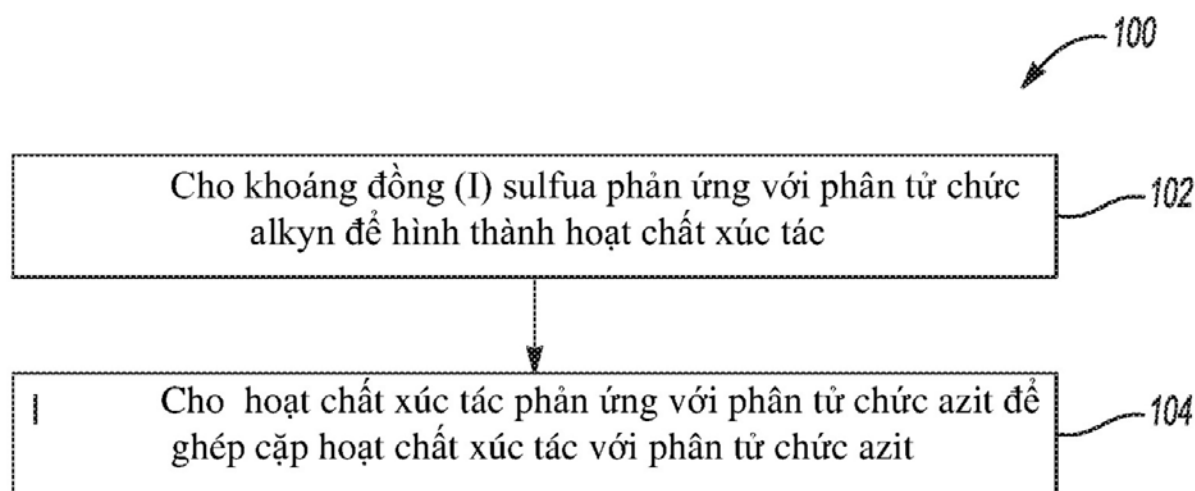 100
Cho khoáng đồng (I) sulfua phản ứng với phân tử chức
alkyn để hình thành hoạt chất xúc tác
102
Cho hoạt chất xúc tác phản ứng với phân tử chức azit để
ghép cặp hoạt chất xúc tác với phân tử chức azit
104